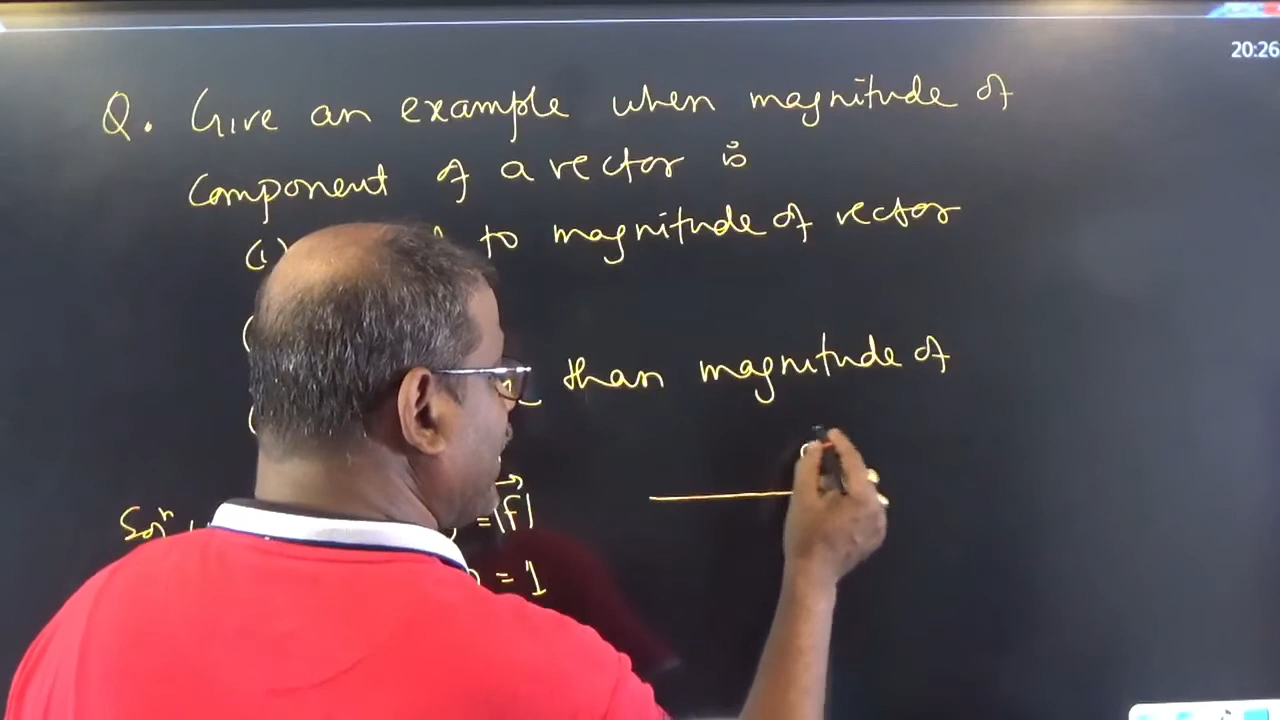 20:26
Q. Give an example when magnitude of
component of a vector is
(i) to magnitude of vector
than magnitude of
Solⁿ = |f⃗|
= 1